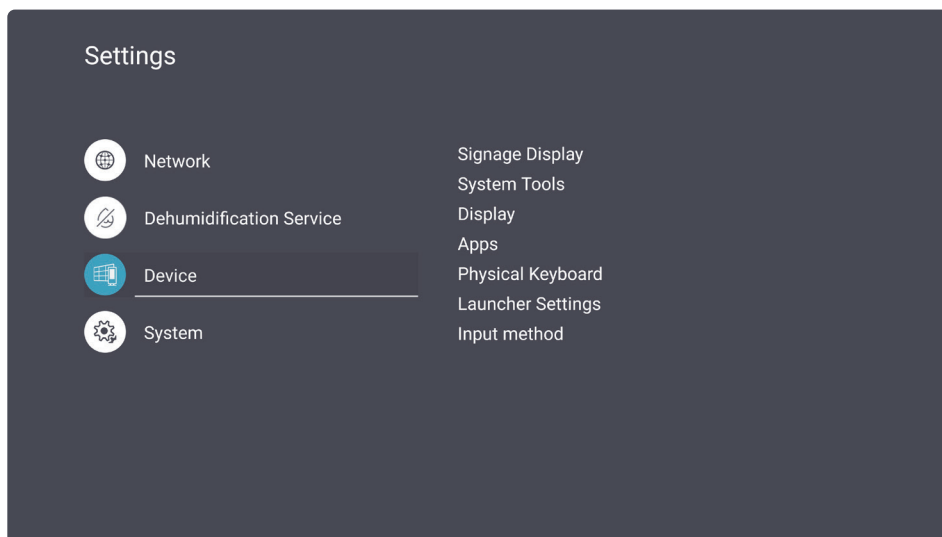 Settings
Network
Dehumidification Service
Device
System
Signage Display
System Tools
Display
Apps
Physical Keyboard
Launcher Settings
Input method